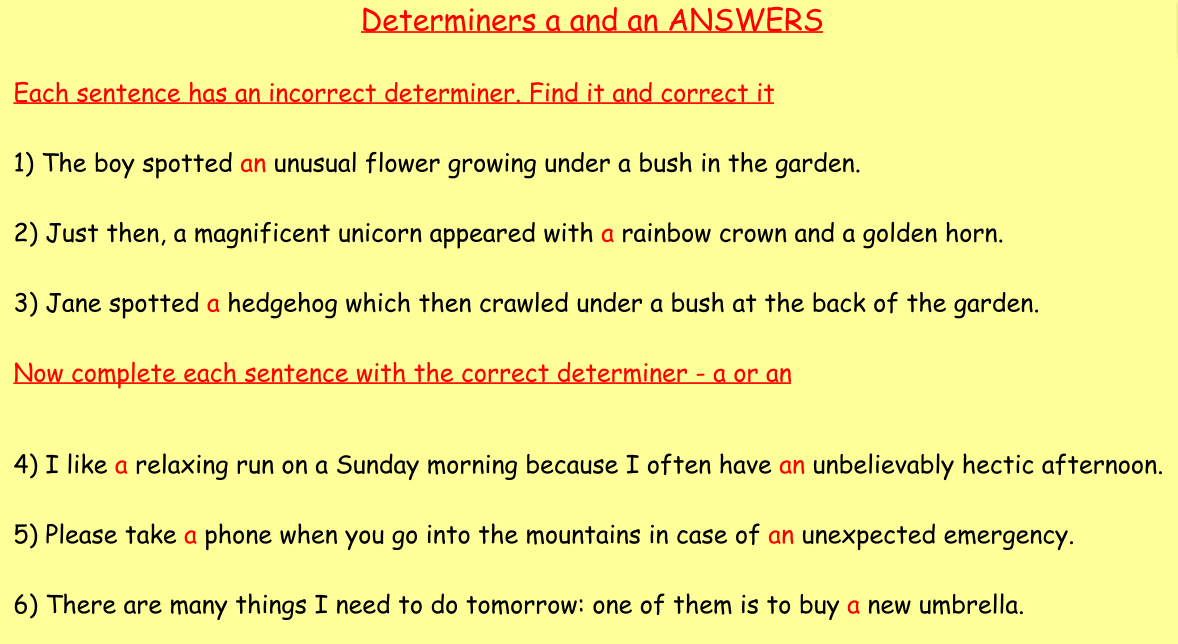 Determiners a and an ANSWERS
Each sentence has an incorrect determiner. Find it and correct it
1) The boy spotted an unusual flower growing under a bush in the garden.
2) Just then, a magnificent unicorn appeared with a rainbow crown and a golden horn.
3) Jane spotted a hedgehog which then crawled under a bush at the back of the garden.
Now complete each sentence with the correct determiner - a or an
4) I like a relaxing run on a Sunday morning because I often have an unbelievably hectic afternoon.
5) Please take a phone when you go into the mountains in case of an unexpected emergency.
6) There are many things I need to do tomorrow: one of them is to buy a new umbrella.